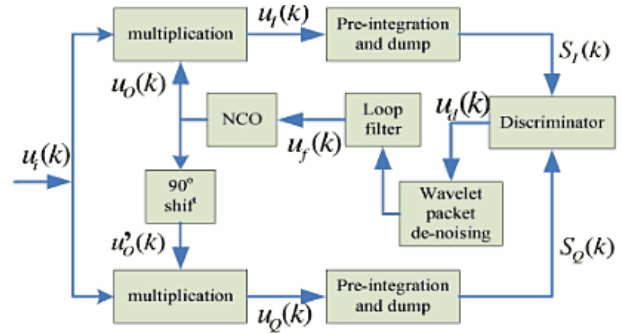 multiplication
u_I(k)
Pre-integration
and dump
S_I(k)
u_O(k)
u_i(k)
NCO
u_f(k)
Loop
filter
u_d(k)
Discriminator
90°
shift
Wavelet
packet
de-noising
u_O'(k)
S_Q(k)
multiplication
u_Q(k)
Pre-integration
and dump